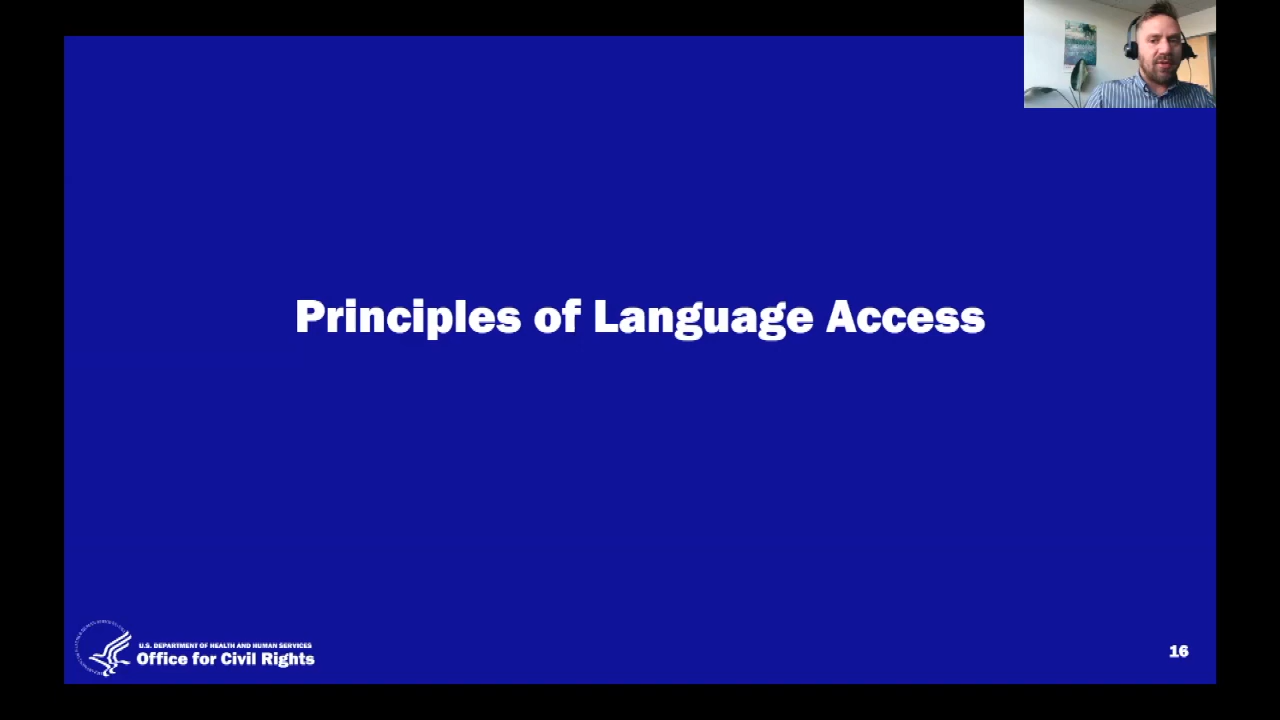 Principles of Language Access
U.S. DEPARTMENT OF HEALTH AND HUMAN SERVICES
Office for Civil Rights
16